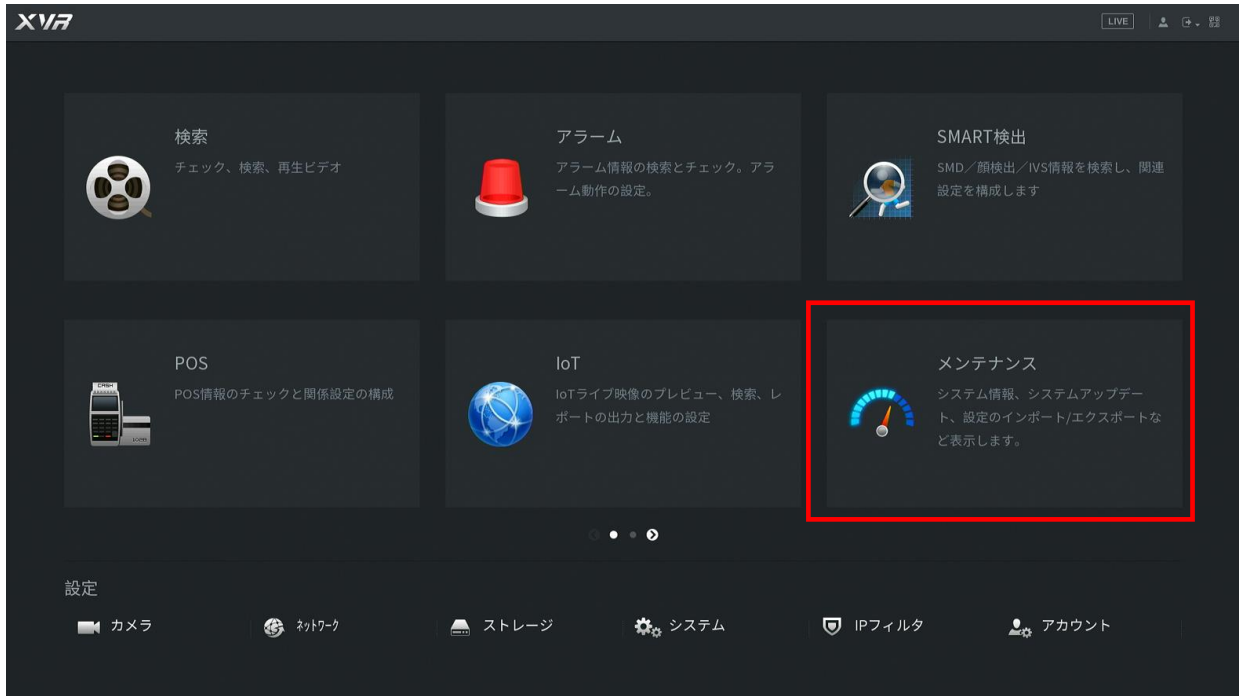 XVR
LIVE
検索
チェック、検索、再生ビデオ
アラーム
アラーム情報の検索とチェック。アラ
ーム動作の設定。
SMART検出
SMD／顔検出／IVS情報を検索し、関連
設定を構成します
POS
POS情報のチェックと関係設定の構成
IoT
IoTライブ映像のプレビュー、検索、レ
ポートの出力と機能の設定
メンテナンス
システム情報、システムアップデー
ト、設定のインポート/エクスポートな
ど表示します。
設定
カメラ
ﾈｯﾄﾜｰｸ
ストレージ
システム
IPフィルタ
アカウント